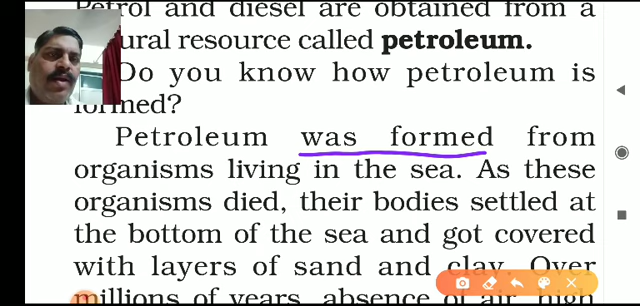 Petrol and diesel are obtained from a
ural resource called petroleum.
Do you know how petroleum is
formed?
Petroleum was formed from
organisms living in the sea. As these
organisms died, their bodies settled at
the bottom of the sea and got covered
with layers of sand and clay. Over
millions of years, absence of air, high